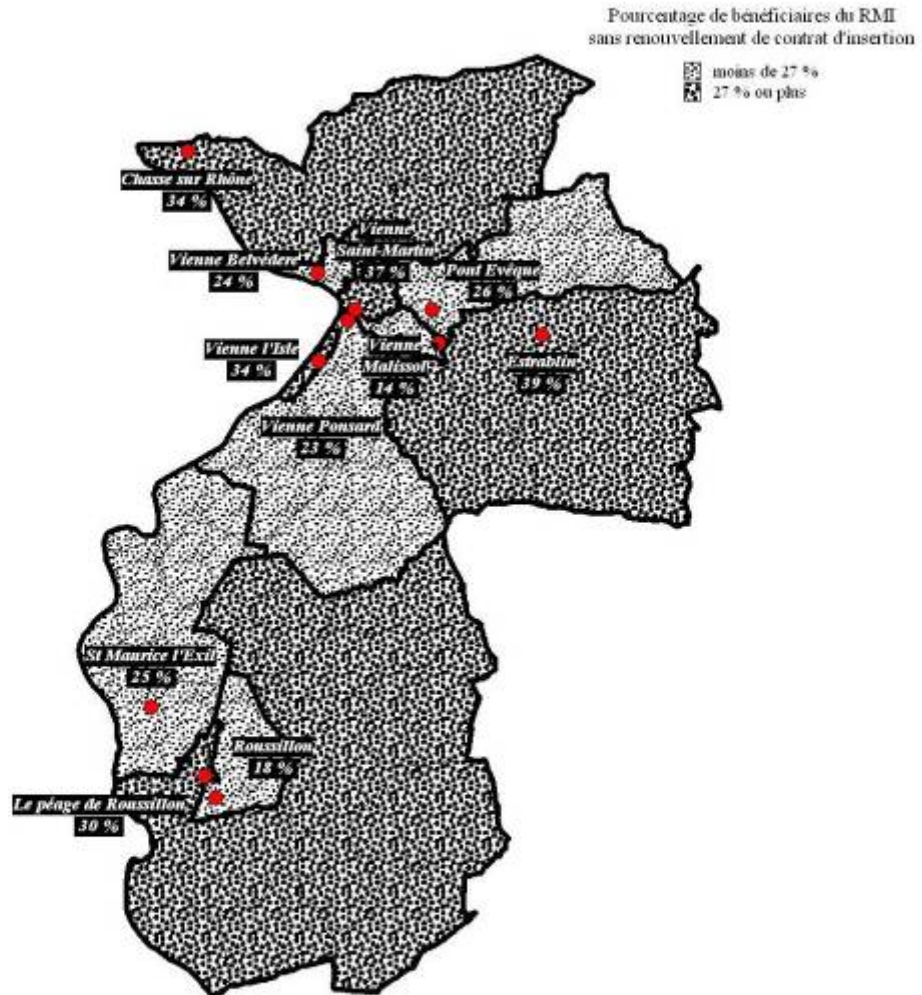 Pourcentage de bénéficiaires du RMI
sans renouvellement de contrat d'insertion
moins de 27 %
27 % ou plus
Chasse sur Rhône
34 %
Vienne
Saint-Martin
37 %
Vienne Belvédere
24 %
Pont Evêque
26 %
Vienne l'Isle
34 %
Vienne
Malissol
14 %
Estrablin
39 %
Vienne Ponsard
23 %
St Maurice l'Exil
25 %
Roussillon
18 %
Le péage de Roussillon
30 %